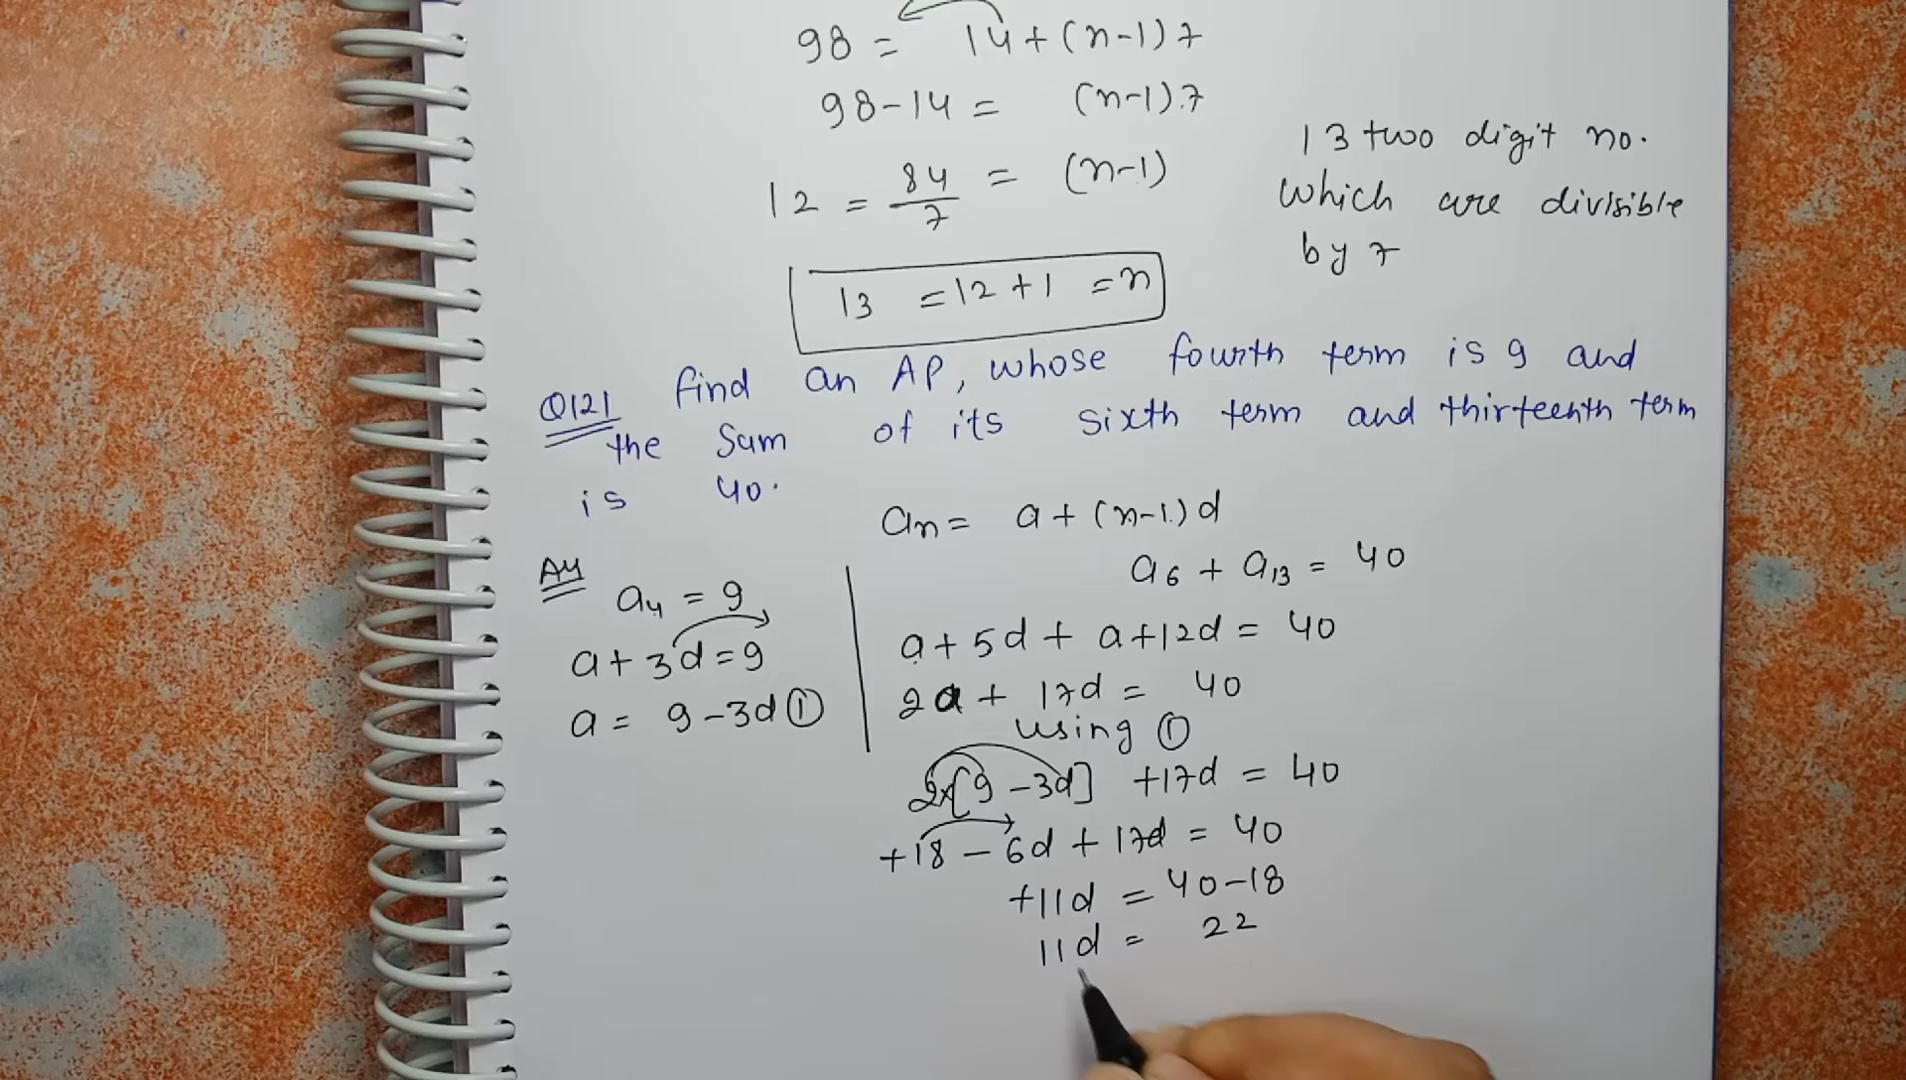 98 = 14 + (n-1) 7
98-14 = (n-1).7
12 = 84/7 = (n-1)
13 = 12 + 1 = n
13 two digit no.
which are divisible
by 7
Q121 find an AP, whose fourth term is 9 and
the sum of its sixth term and thirteenth term
is 40.
an = a + (n-1) d
a4 = 9
a + 3d = 9
a = 9 - 3d ①
a6 + a13 = 40
a + 5d + a + 12d = 40
2a + 17d = 40
using ①
2×[9 - 3d] + 17d = 40
+18 - 6d + 17d = 40
+11d = 40-18
11d = 22